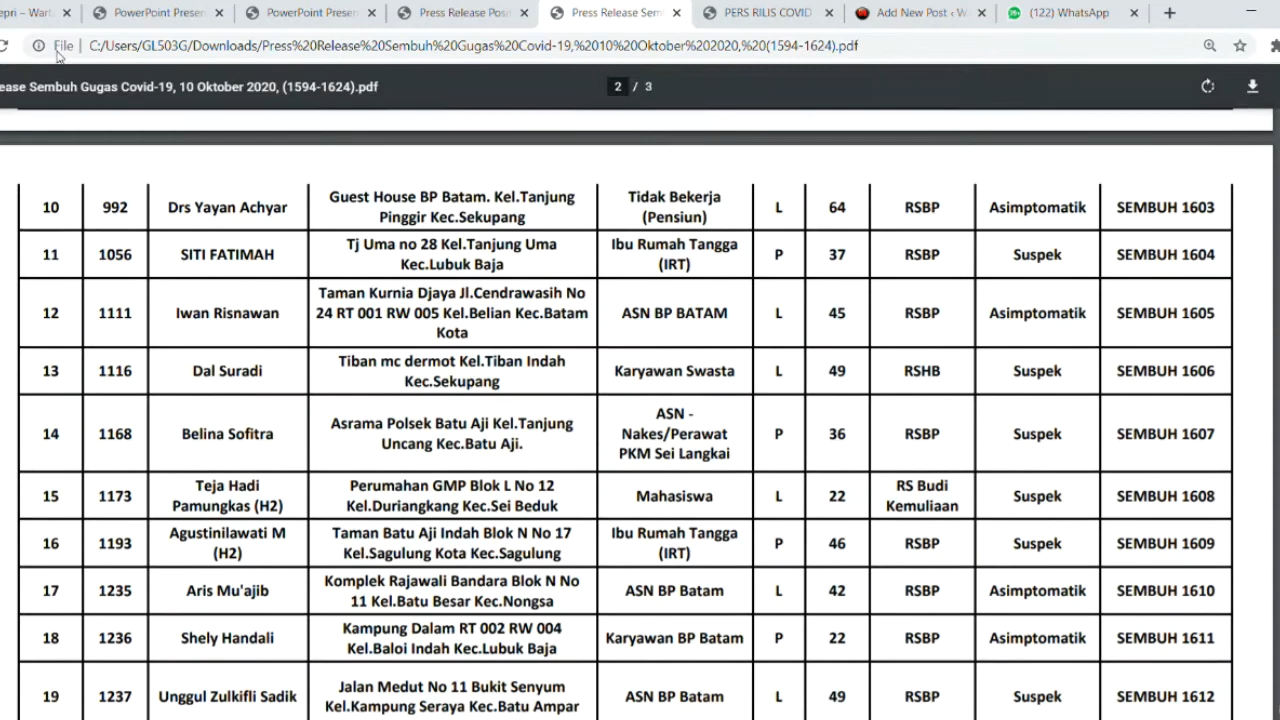 epri – Wart
PowerPoint Presen
PowerPoint Presen
Press Release Posi
Press Release Sem
PERS RILIS COVID
Add New Post ‹ W
(122) WhatsApp
File | C:/Users/GL503G/Downloads/Press%20Release%20Sembuh%20Gugas%20Covid-19,%2010%20Oktober%202020,%20(1594-1624).pdf
ease Sembuh Gugas Covid-19, 10 Oktober 2020, (1594-1624).pdf
2 / 3
10 992 Drs Yayan Achyar Guest House BP Batam. Kel.Tanjung Tidak Bekerja L 64 RSBP Asimptomatik SEMBUH 1603
Pinggir Kec.Sekupang (Pensiun)
11 1056 SITI FATIMAH Tj Uma no 28 Kel.Tanjung Uma Ibu Rumah Tangga P 37 RSBP Suspek SEMBUH 1604
Kec.Lubuk Baja (IRT)
Taman Kurnia Djaya Jl.Cendrawasih No
12 1111 Iwan Risnawan 24 RT 001 RW 005 Kel.Belian Kec.Batam ASN BP BATAM L 45 RSBP Asimptomatik SEMBUH 1605
Kota
13 1116 Dal Suradi Tiban mc dermot Kel.Tiban Indah Karyawan Swasta L 49 RSHB Suspek SEMBUH 1606
Kec.Sekupang
14 1168 Belina Sofitra Asrama Polsek Batu Aji Kel.Tanjung ASN - P 36 RSBP Suspek SEMBUH 1607
Uncang Kec.Batu Aji. Nakes/Perawat
PKM Sei Langkai
15 1173 Teja Hadi Perumahan GMP Blok L No 12 Mahasiswa L 22 RS Budi Suspek SEMBUH 1608
Pamungkas (H2) Kel.Duriangkang Kec.Sei Beduk Kemuliaan
16 1193 Agustinilawati M Taman Batu Aji Indah Blok N No 17 Ibu Rumah Tangga P 46 RSBP Suspek SEMBUH 1609
(H2) Kel.Sagulung Kota Kec.Sagulung (IRT)
17 1235 Aris Mu'ajib Komplek Rajawali Bandara Blok N No ASN BP Batam L 42 RSBP Asimptomatik SEMBUH 1610
11 Kel.Batu Besar Kec.Nongsa
18 1236 Shely Handali Kampung Dalam RT 002 RW 004 Karyawan BP Batam P 22 RSBP Asimptomatik SEMBUH 1611
Kel.Baloi Indah Kec.Lubuk Baja
19 1237 Unggul Zulkifli Sadik Jalan Medut No 11 Bukit Senyum ASN BP Batam L 49 RSBP Suspek SEMBUH 1612
Kel.Kampung Seraya Kec.Batu Ampar